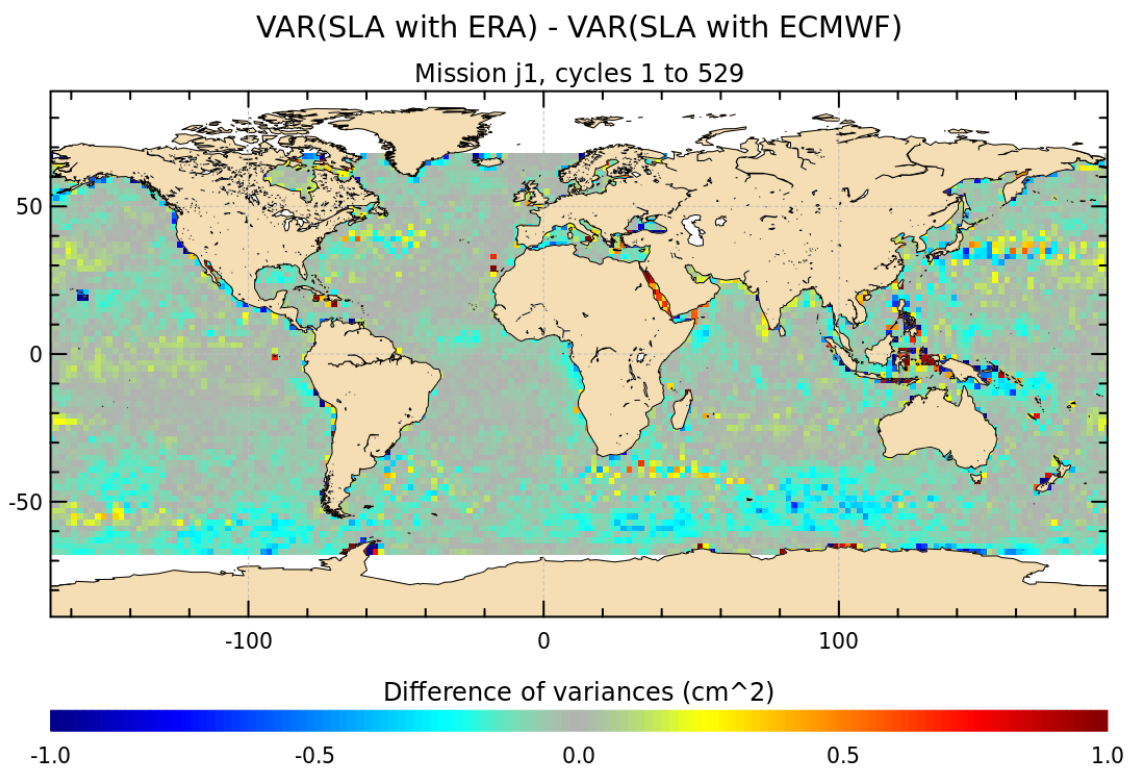 VAR(SLA with ERA) - VAR(SLA with ECMWF)
Mission j1, cycles 1 to 529
50
0
-50
-100 0 100
Difference of variances (cm^2)
-1.0 -0.5 0.0 0.5 1.0